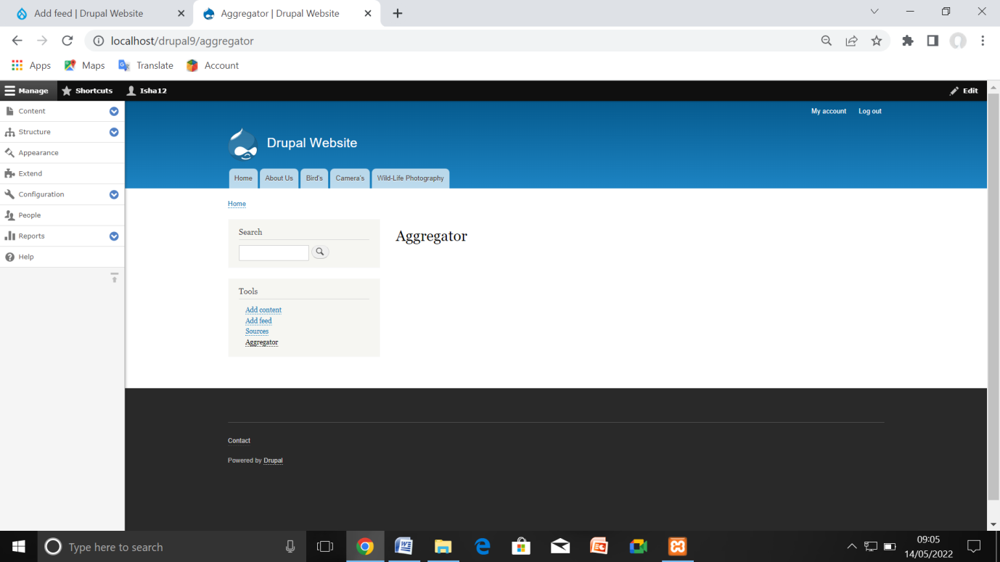 Add feed | Drupal Website
Aggregator | Drupal Website
localhost/drupal9/aggregator
Apps Maps Translate Account
Manage Shortcuts Isha12 Edit
Content
Structure
Appearance
Extend
Configuration
People
Reports
Help
My account Log out
Drupal Website
Home About Us Bird's Camera's Wild-Life Photography
Home
Search
Aggregator
Tools
Add content
Add feed
Sources
Aggregator
Contact
Powered by Drupal
Type here to search
09:05
14/05/2022